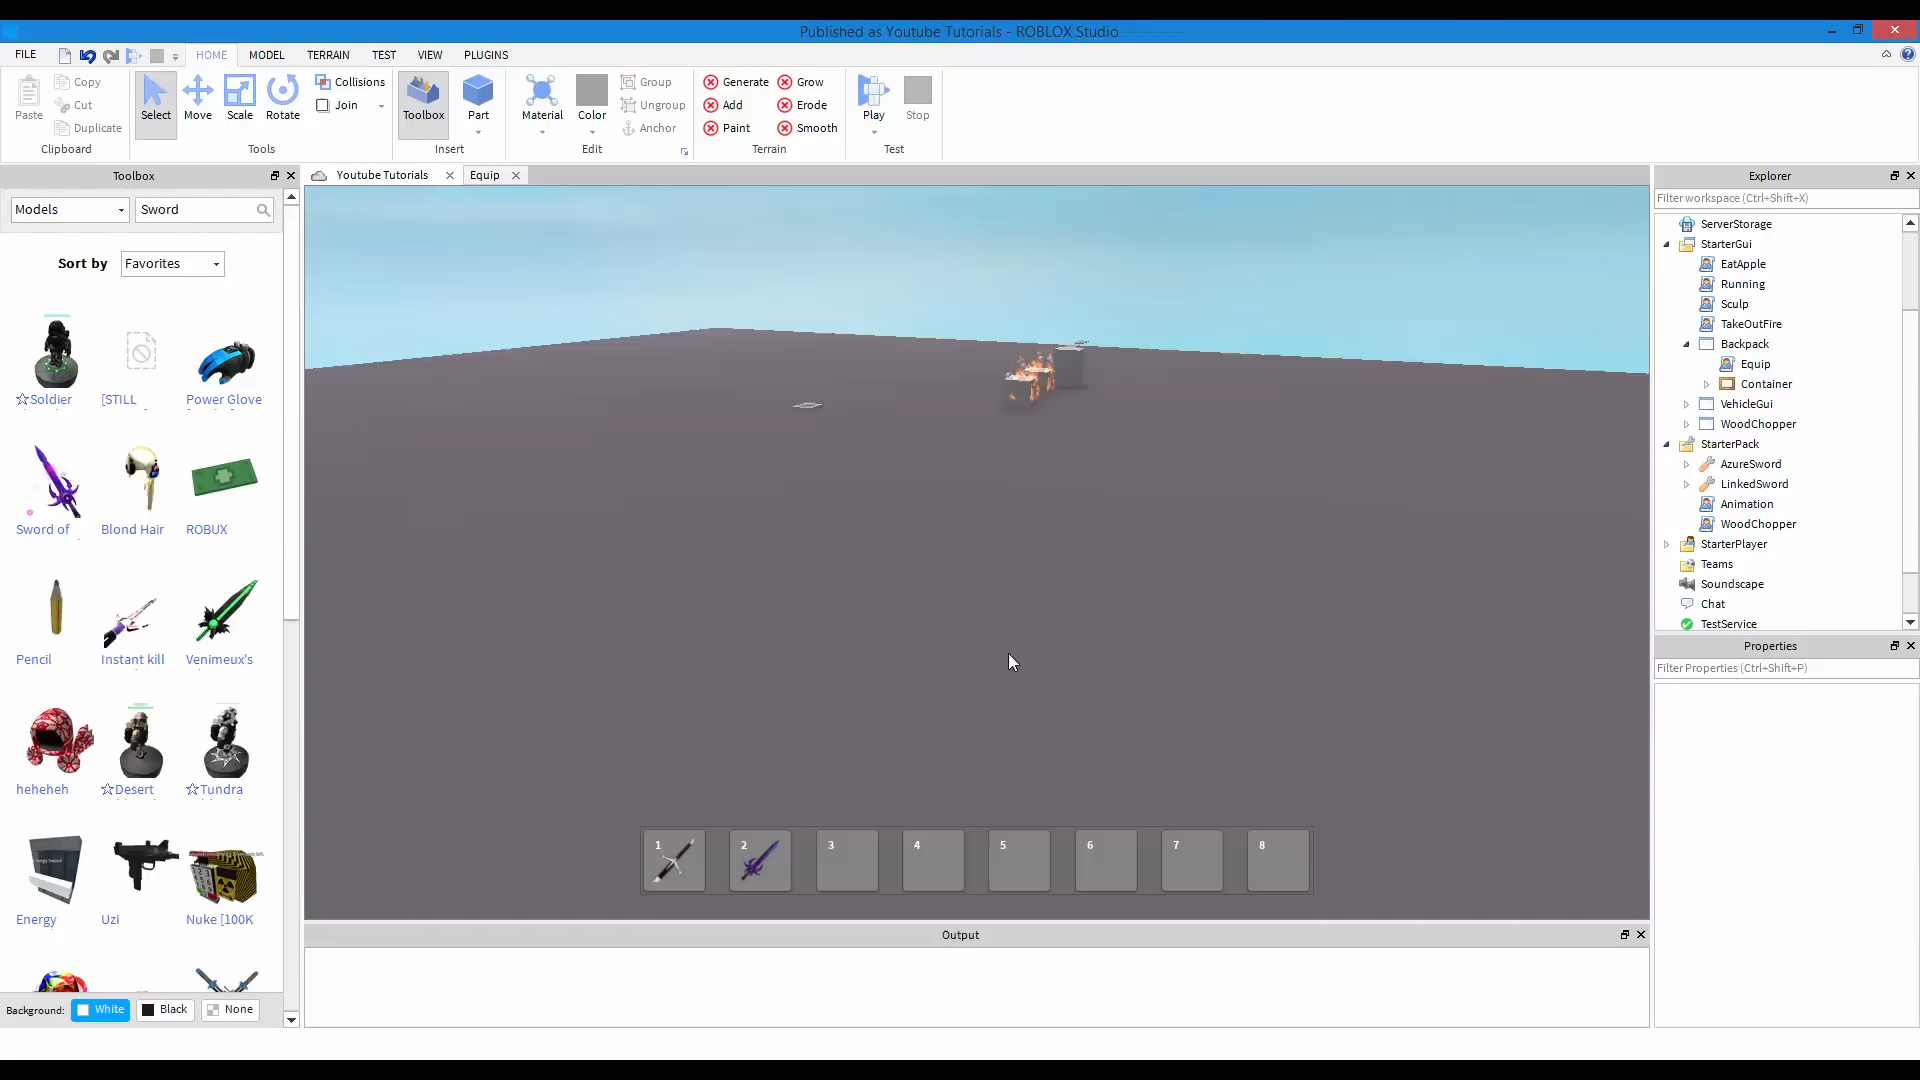 Published as Youtube Tutorials - ROBLOX Studio
FILE HOME MODEL TERRAIN TEST VIEW PLUGINS
Paste
Copy
Cut
Duplicate
Clipboard
Select Move Scale Rotate
Collisions
Join
Tools
Toolbox Part
Insert
Material Color
Group
Ungroup
Anchor
Edit
Generate Grow
Add Erode
Paint Smooth
Terrain
Play Stop
Test
Toolbox
Models Sword
Sort by Favorites
☆Soldier [STILL Power Glove
Sword of Blond Hair ROBUX
Pencil Instant kill Venimeux's
heheheh ☆Desert ☆Tundra
Energy Uzi Nuke [100K
Background: White Black None
Youtube Tutorials Equip
1 2 3 4 5 6 7 8
Output
Explorer
Filter workspace (Ctrl+Shift+X)
ServerStorage
StarterGui
EatApple
Running
Sculp
TakeOutFire
Backpack
Equip
Container
VehicleGui
WoodChopper
StarterPack
AzureSword
LinkedSword
Animation
WoodChopper
StarterPlayer
Teams
Soundscape
Chat
TestService
Properties
Filter Properties (Ctrl+Shift+P)